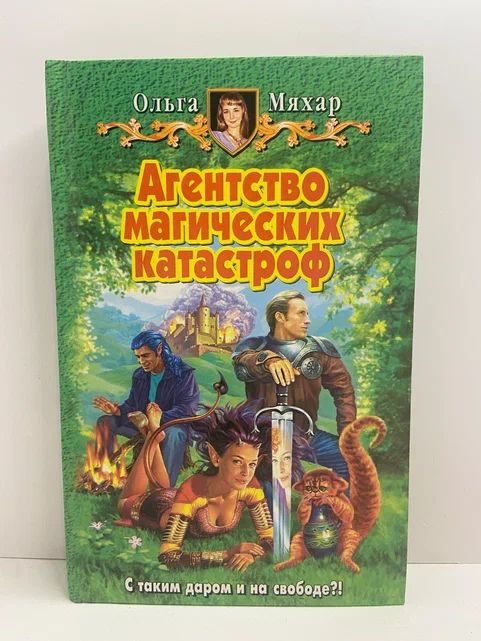 Ольга Мяхар
Агентство
магических
катастроф
С таким даром и на свободе?!